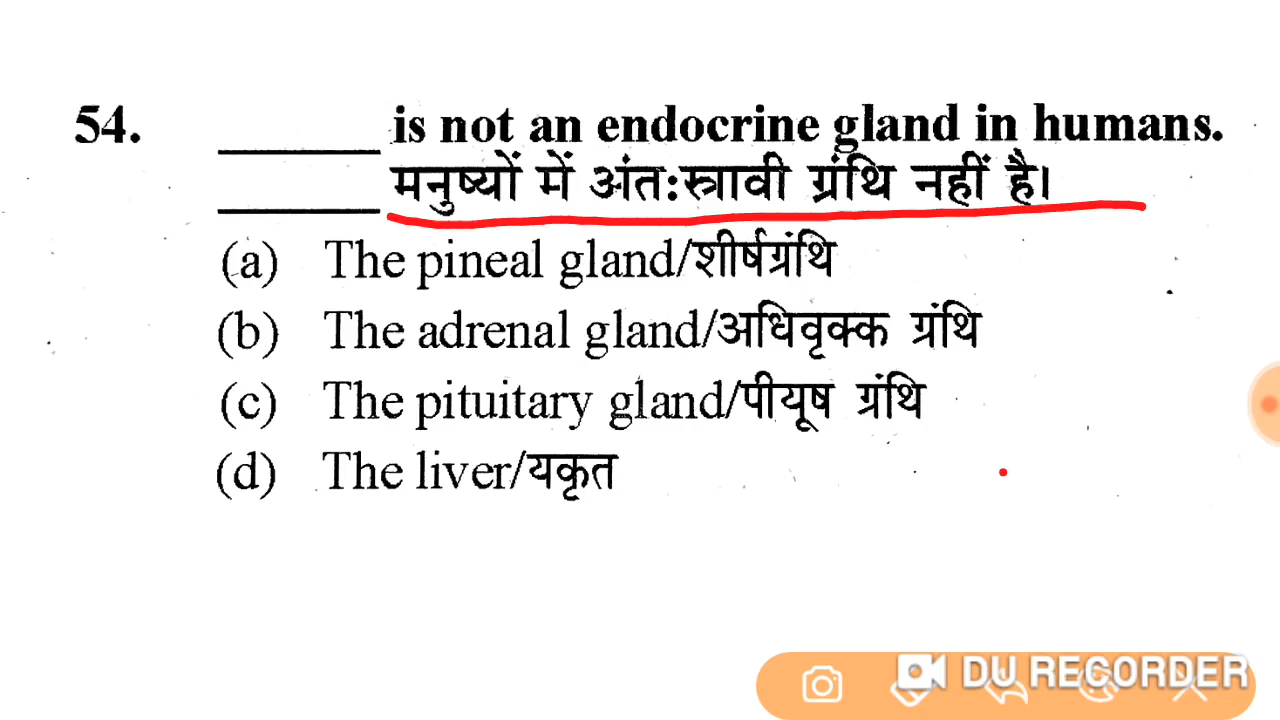 54. ______ is not an endocrine gland in humans.
______ मनुष्यों में अंतःस्त्रावी ग्रंथि नहीं है।
(a) The pineal gland/शीर्षग्रंथि
(b) The adrenal gland/अधिवृक्क ग्रंथि
(c) The pituitary gland/पीयूष ग्रंथि
(d) The liver/यकृत
DU RECORDER